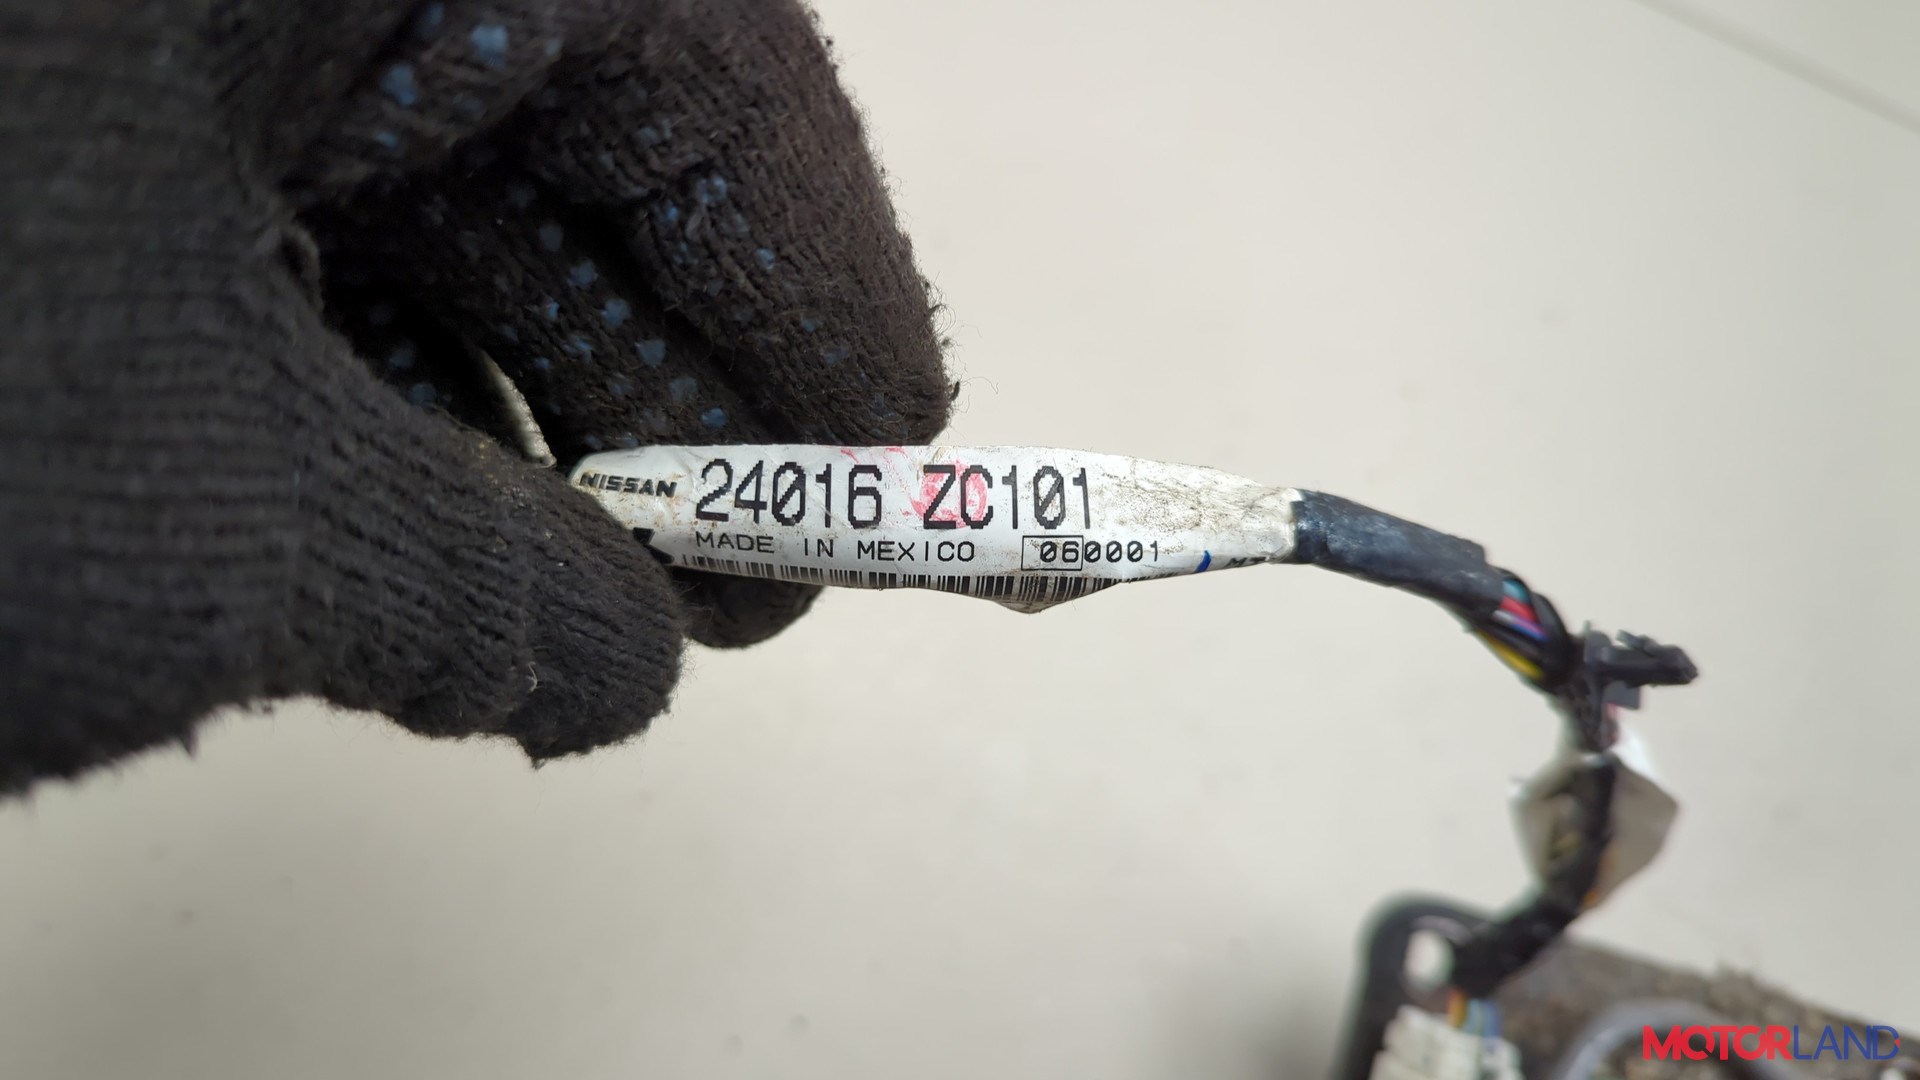 NISSAN 24016 ZC101
MADE IN MEXICO 060001
MOTORLAND